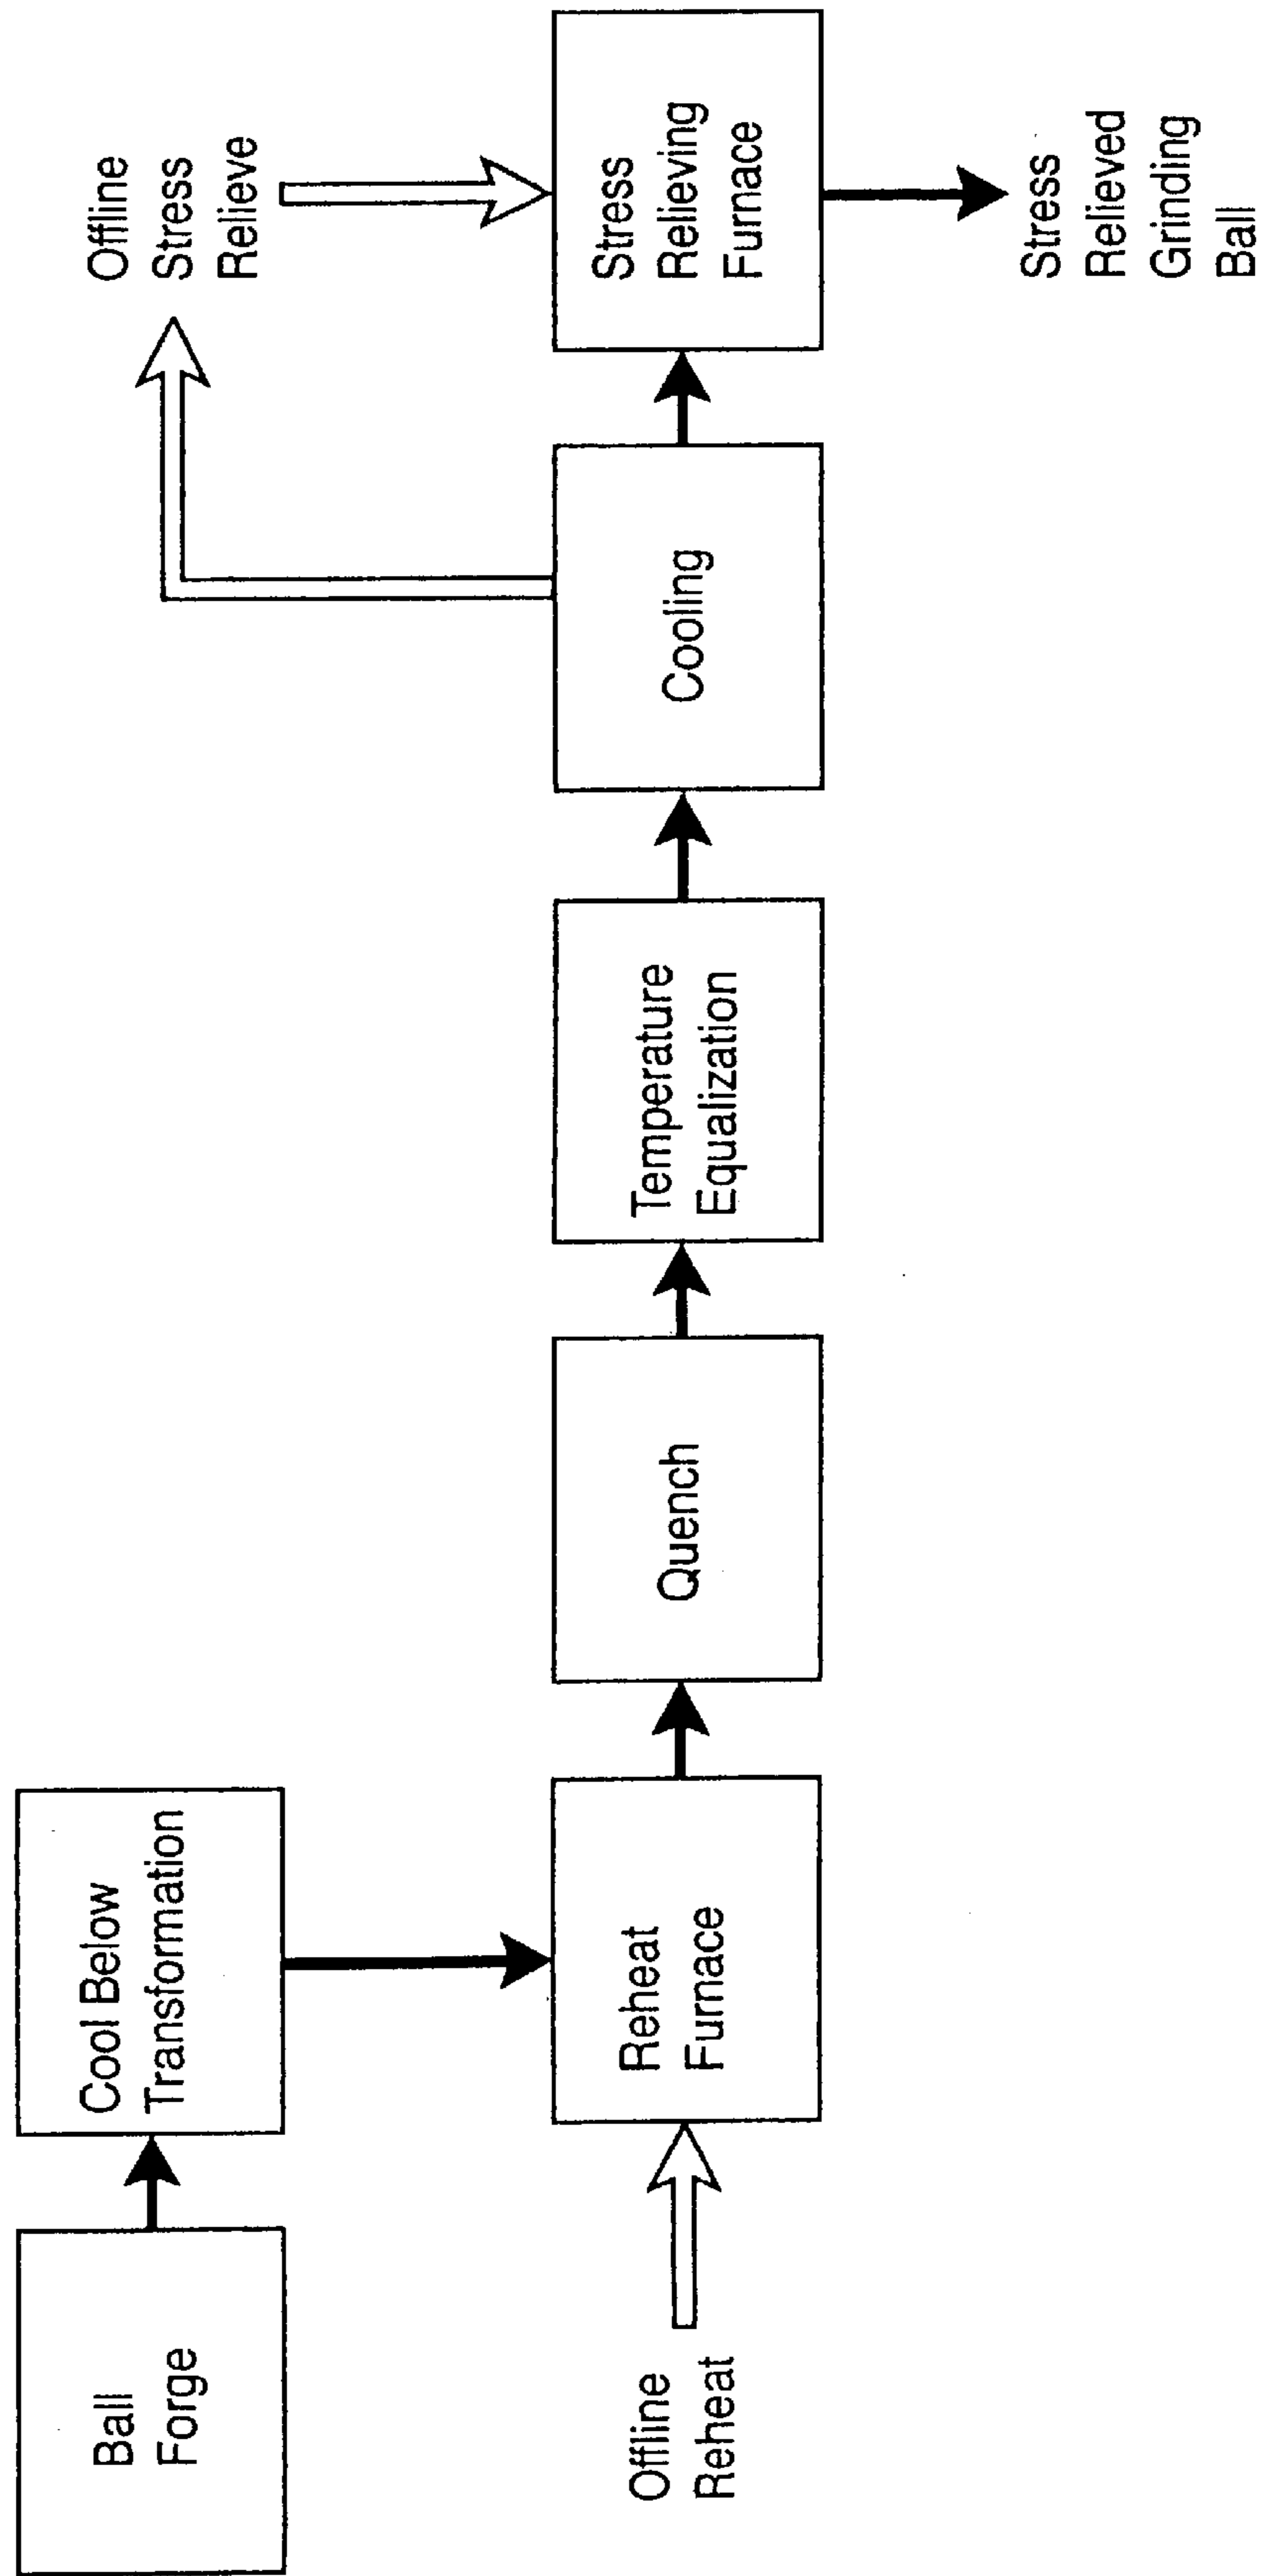 Ball
Forge
Cool Below
Transformation
Offline
Reheat
Reheat
Furnace
Quench
Temperature
Equalization
Cooling
Offline
Stress
Relieve
Stress
Relieving
Furnace
Stress
Relieved
Grinding
Ball